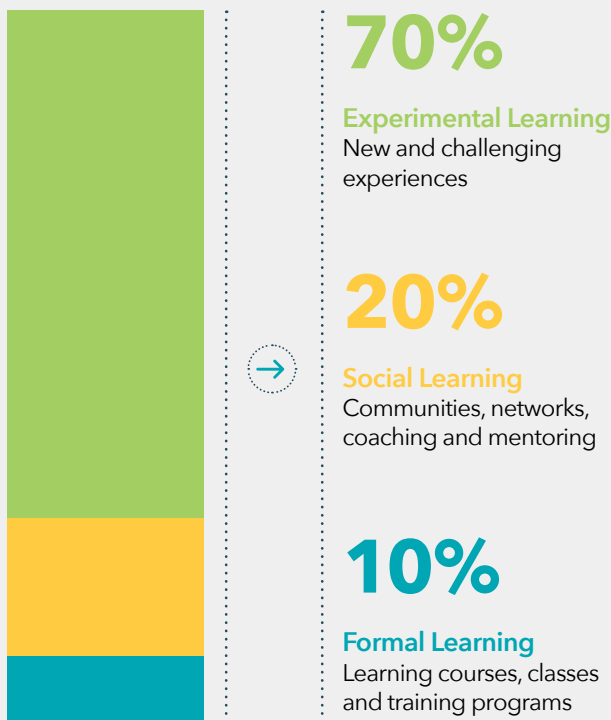 70%
Experimental Learning
New and challenging
experiences
20%
Social Learning
Communities, networks,
coaching and mentoring
10%
Formal Learning
Learning courses, classes
and training programs